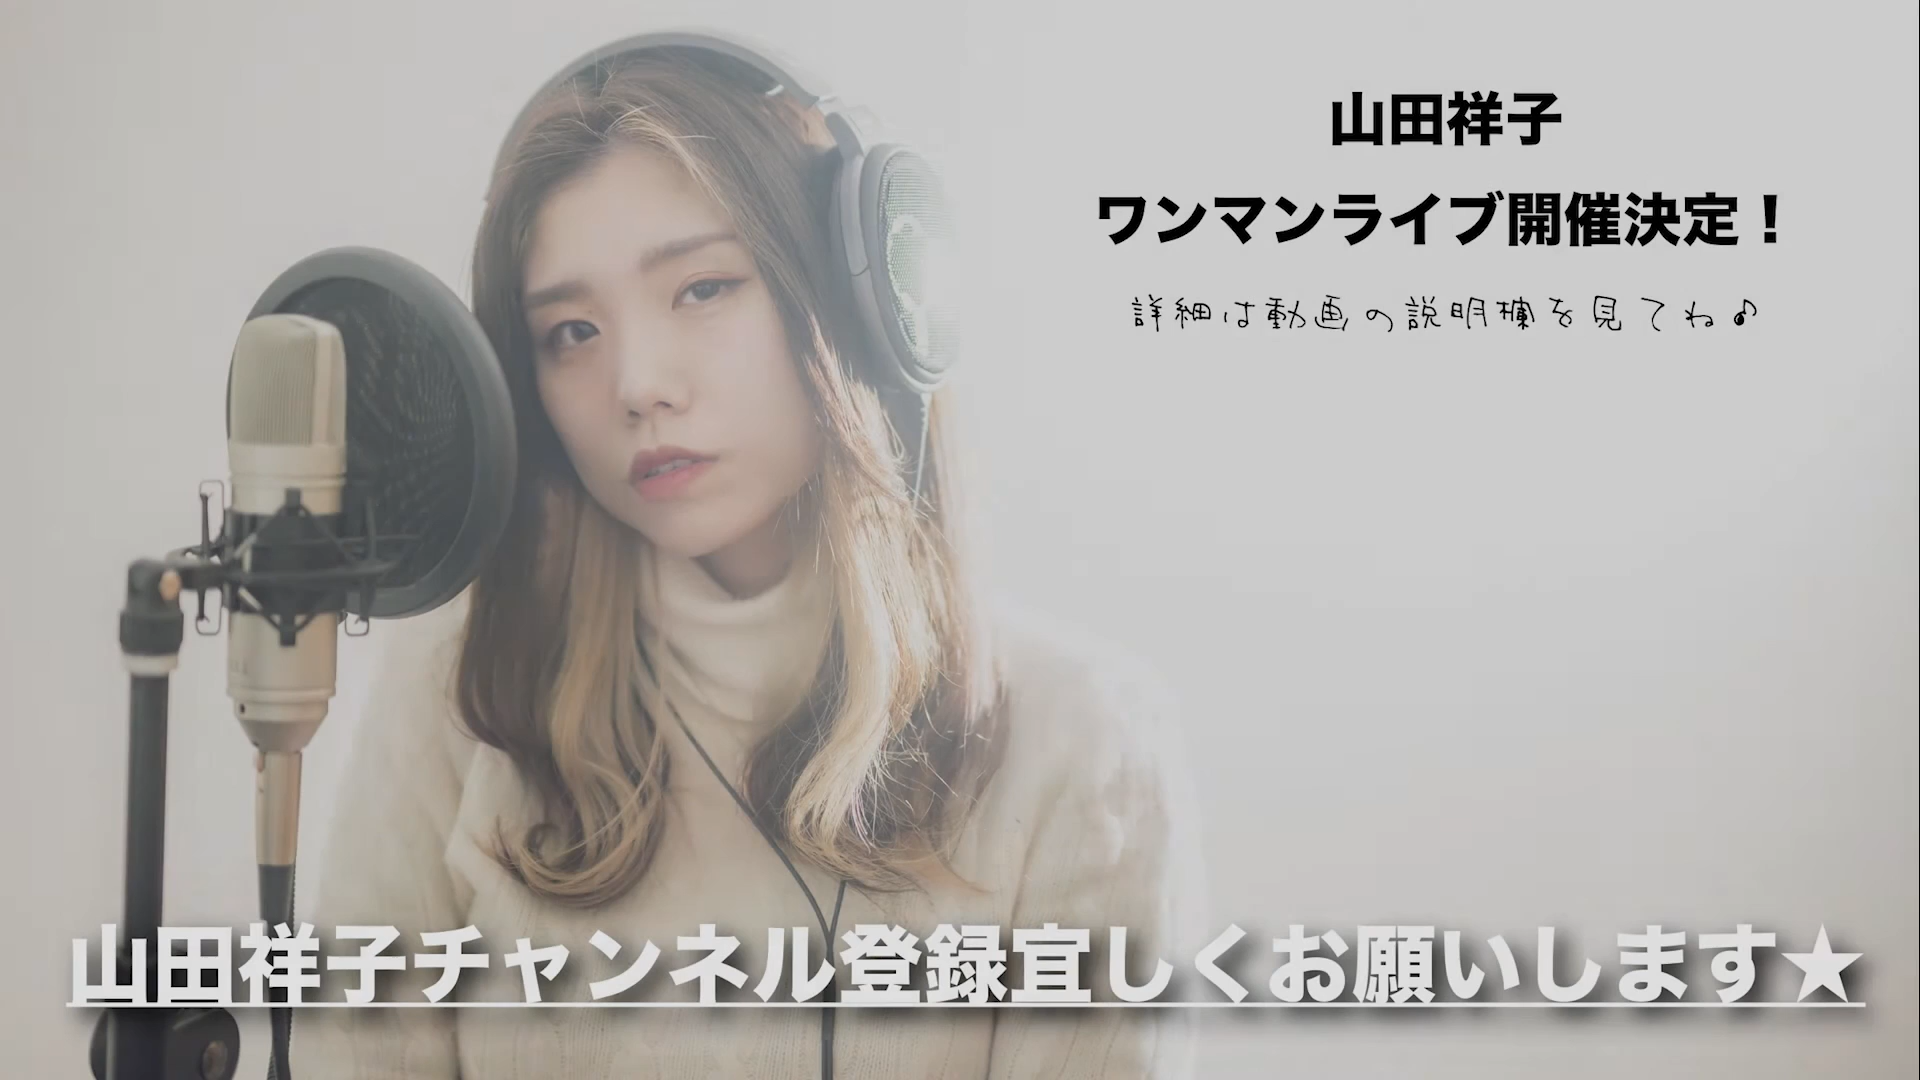 山田祥子
ワンマンライブ開催決定！
詳細は動画の説明欄を見てね♪
山田祥子チャンネル登録宜しくお願いします★